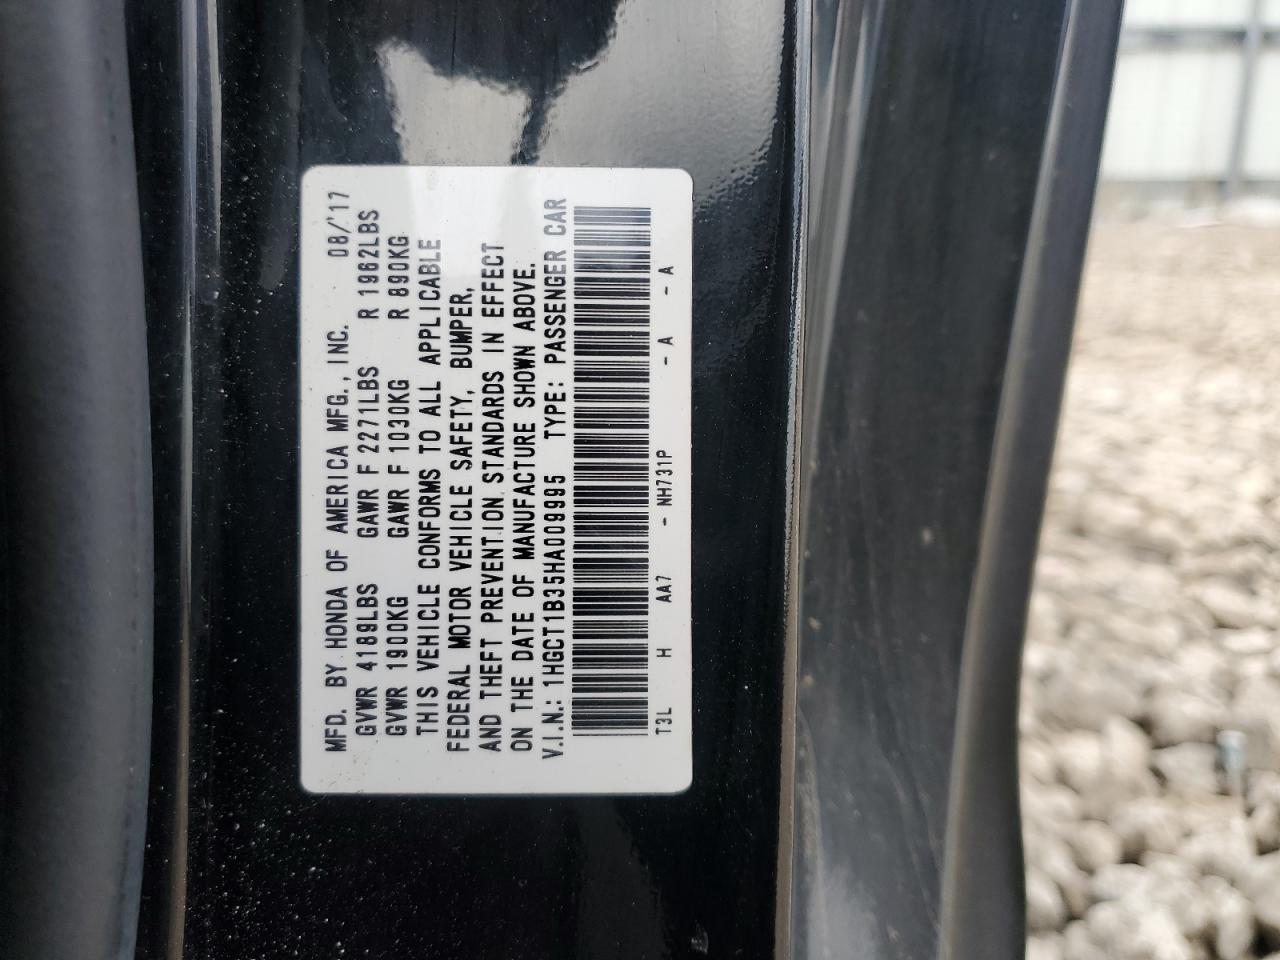 MFD. BY HONDA OF AMERICA MFG., INC. 08/'17
GVWR 4189LBS GAWR F 2271LBS R 1962LBS
GVWR 1900KG GAWR F 1030KG R 890KG
THIS VEHICLE CONFORMS TO ALL APPLICABLE
FEDERAL MOTOR VEHICLE SAFETY, BUMPER,
AND THEFT PREVENTION STANDARDS IN EFFECT
ON THE DATE OF MANUFACTURE SHOWN ABOVE.
V.I.N.: 1HGCT1B35HA009995 TYPE: PASSENGER CAR
T3L H AA7 - NH731P - A - A